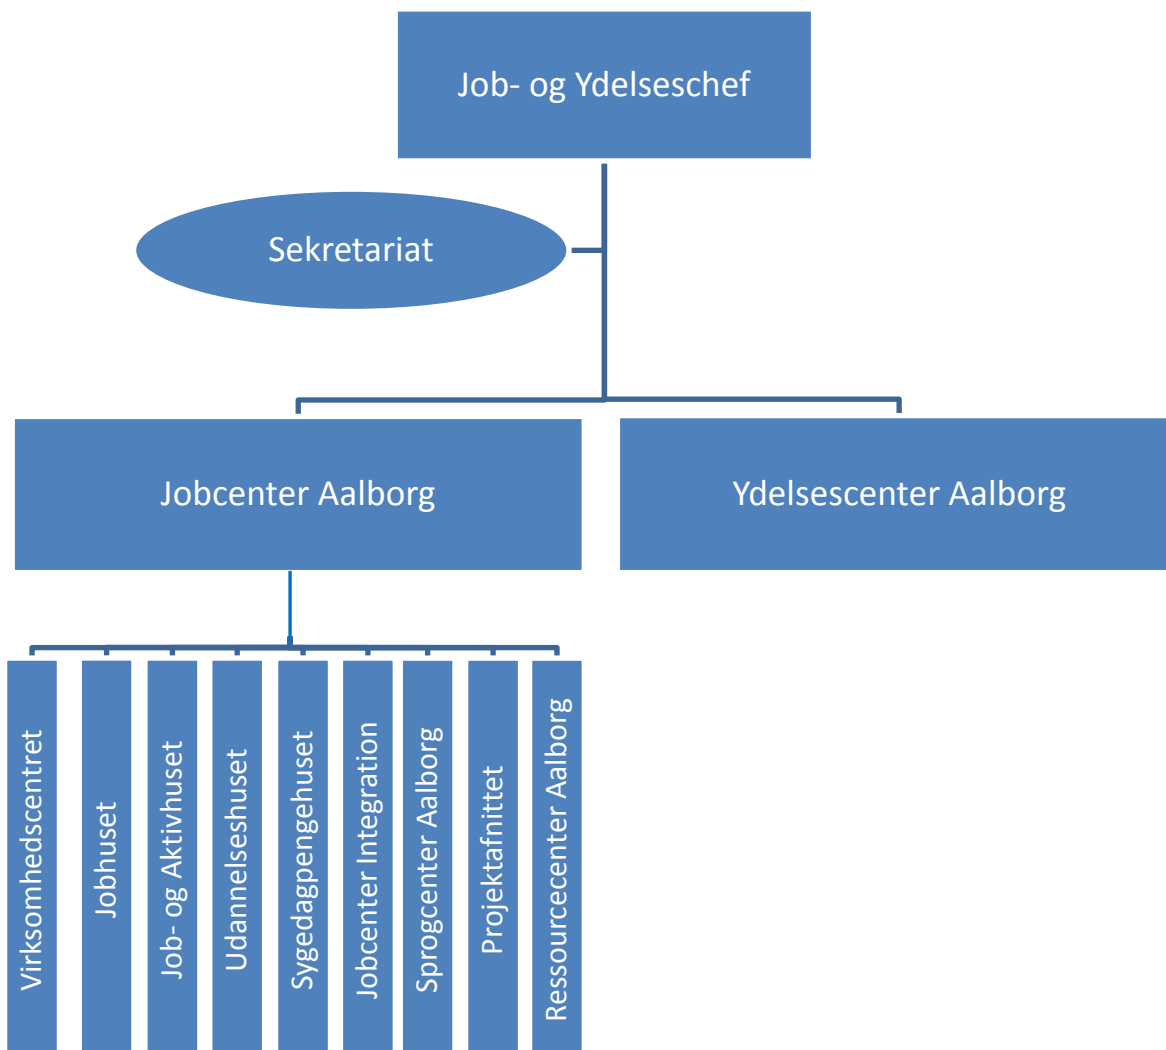 Job- og Ydelseschef
Sekretariat
Jobcenter Aalborg
Ydelsescenter Aalborg
Virksomhedscentret
Jobhuset
Job- og Aktivhuset
Udannelseshuset
Sygedagpengehuset
Jobcenter Integration
Sprogcenter Aalborg
Projektafnittet
Ressourcecenter Aalborg